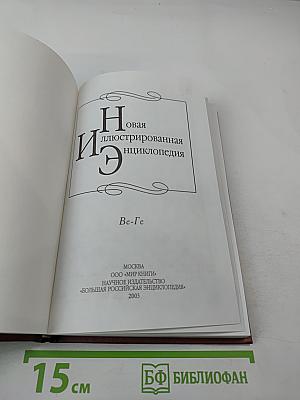 Новая
Иллюстрированная
Энциклопедия
Ве-Ге
МОСКВА
ООО «МИР КНИГИ»
НАУЧНОЕ ИЗДАТЕЛЬСТВО
«БОЛЬШАЯ РОССИЙСКАЯ ЭНЦИКЛОПЕДИЯ»
2003
15 см
БФ БИБЛИОФАН